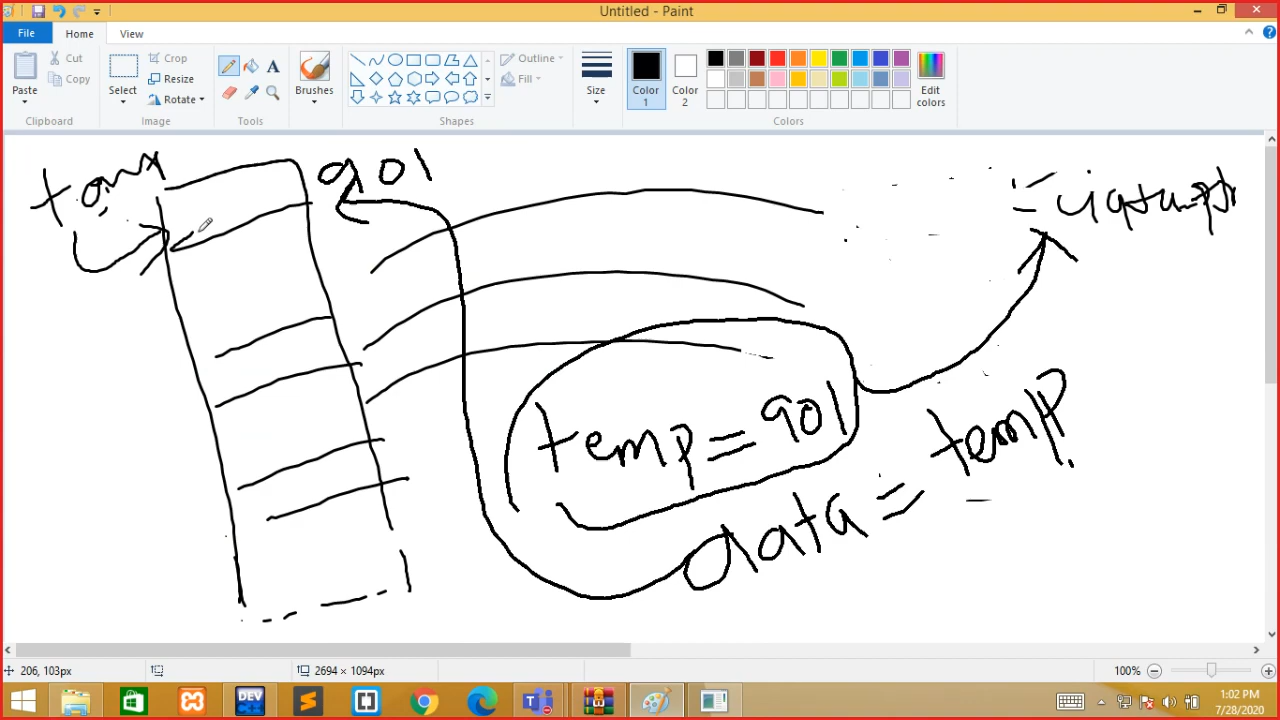 Untitled - Paint
File Home View
Cut
Copy
Paste
Clipboard
Crop
Resize
Rotate
Select
Image
Tools
Brushes
Outline
Fill
Shapes
Size
Color 1
Color 2
Edit colors
Colors
901
temp = 901
data = temp
206, 103px
2694 × 1094px
100%
DEV
1:02 PM
7/28/2020